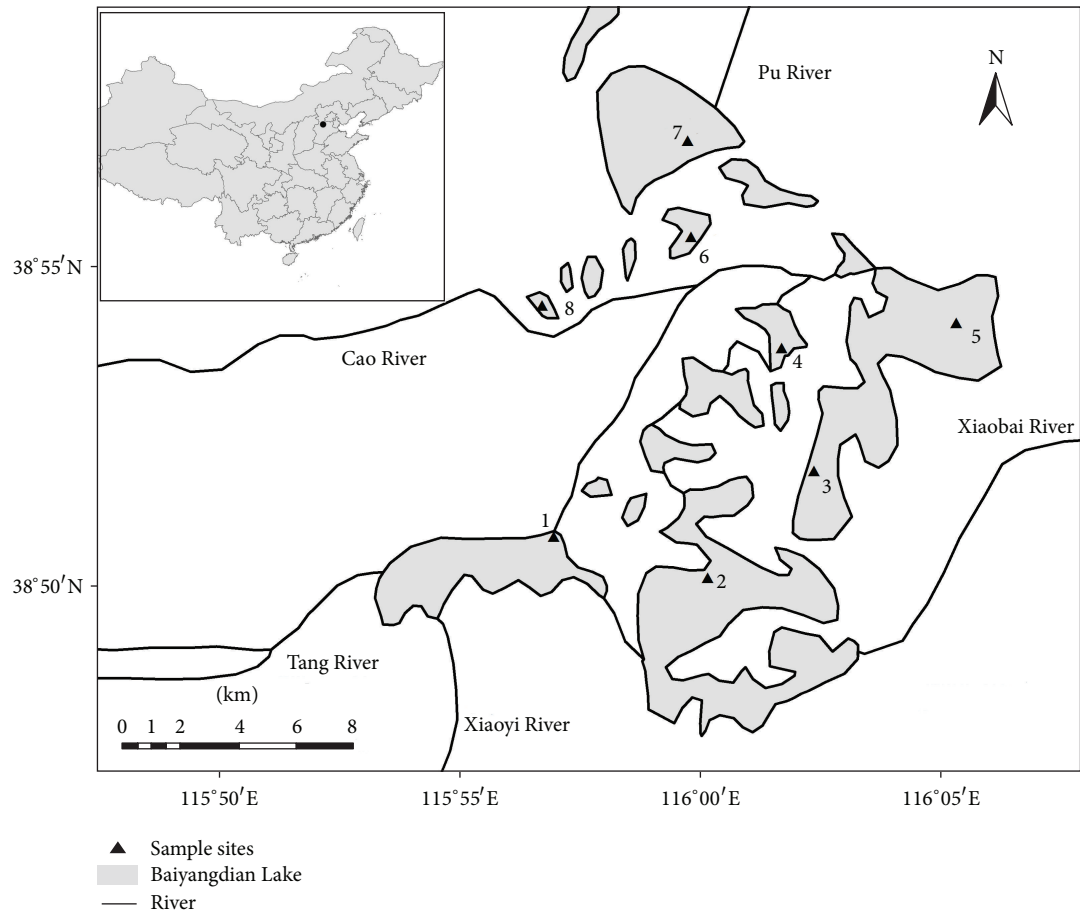 N
Pu River
7
6
38°55′N
8
5
Cao River
4
Xiaobai River
3
1
38°50′N
2
Tang River
(km)
Xiaoyi River
0 1 2 4 6 8
115°50′E 115°55′E 116°00′E 116°05′E
Sample sites
Baiyangdian Lake
River